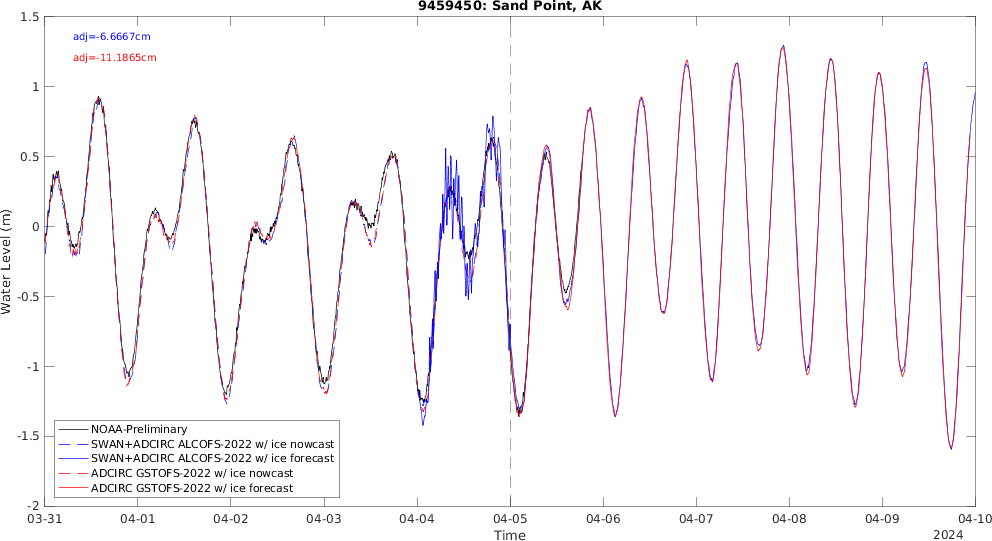 9459450: Sand Point, AK
adj=-6.6667cm
adj=-11.1865cm
Water Level (m)
1.5
1
0.5
0
-0.5
-1
-1.5
-2
NOAA-Preliminary
SWAN+ADCIRC ALCOFS-2022 w/ ice nowcast
SWAN+ADCIRC ALCOFS-2022 w/ ice forecast
ADCIRC GSTOFS-2022 w/ ice nowcast
ADCIRC GSTOFS-2022 w/ ice forecast
03-31 04-01 04-02 04-03 04-04 04-05 04-06 04-07 04-08 04-09 04-10
Time
2024